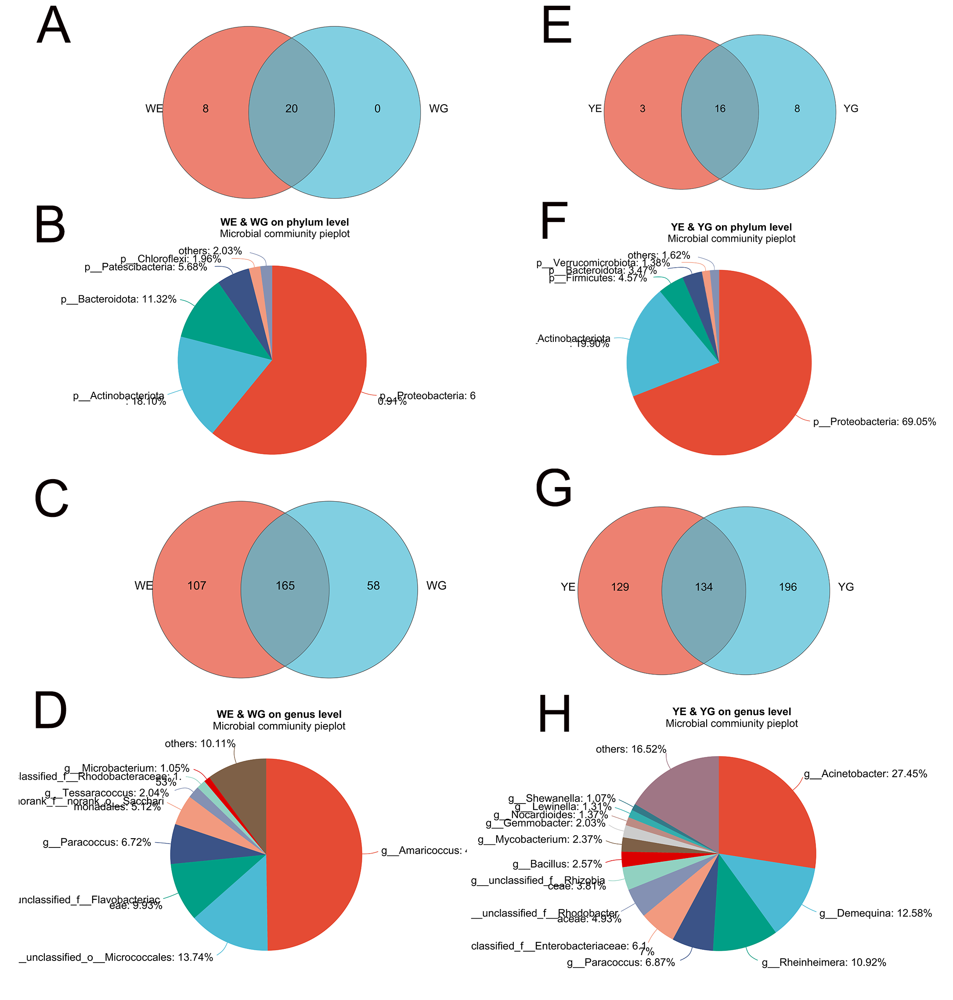 A
WE
8
20
0
WG
B
WE & WG on phylum level
Microbial commiunity pieplot
others: 2.03%
p__Chloroflexi: 1.96%
p__Patescibacteria: 5.68%
p__Bacteroidota: 11.32%
p__Actinobacteriota
: 18.10%
p__Proteobacteria: 6
0.91%
C
WE
107
165
58
WG
D
WE & WG on genus level
Microbial commiunity pieplot
others: 10.11%
g__Microbacterium: 1.05%
lassified_f__Rhodobacteraceae: 1.
53%
g__Tessaracoccus: 2.04%
norank_f__norank_o__Sacchari
monadales: 5.12%
g__Paracoccus: 6.72%
unclassified_f__Flavobacteriac
eae: 9.93%
__unclassified_o__Micrococcales: 13.74%
g__Amaricoccus: 4
E
YE
3
16
8
YG
F
YE & YG on phylum level
Microbial commiunity pieplot
others: 1.62%
p__Verrucomicrobiota: 1.38%
p__Bacteroidota: 3.47%
p__Firmicutes: 4.57%
Actinobacteriota
: 19.90%
p__Proteobacteria: 69.05%
G
YE
129
134
196
YG
H
YE & YG on genus level
Microbial commiunity pieplot
others: 16.52%
g__Shewanella: 1.07%
g__Lewinella: 1.31%
g__Nocardioides: 1.37%
g__Gemmobacter: 2.03%
g__Mycobacterium: 2.37%
g__Bacillus: 2.57%
g__unclassified_f__Rhizobia
ceae: 3.81%
__unclassified_f__Rhodobacter
aceae: 4.93%
classified_f__Enterobacteriaceae: 6.1
7%
g__Paracoccus: 6.87%
g__Rheinheimera: 10.92%
g__Demequina: 12.58%
g__Acinetobacter: 27.45%